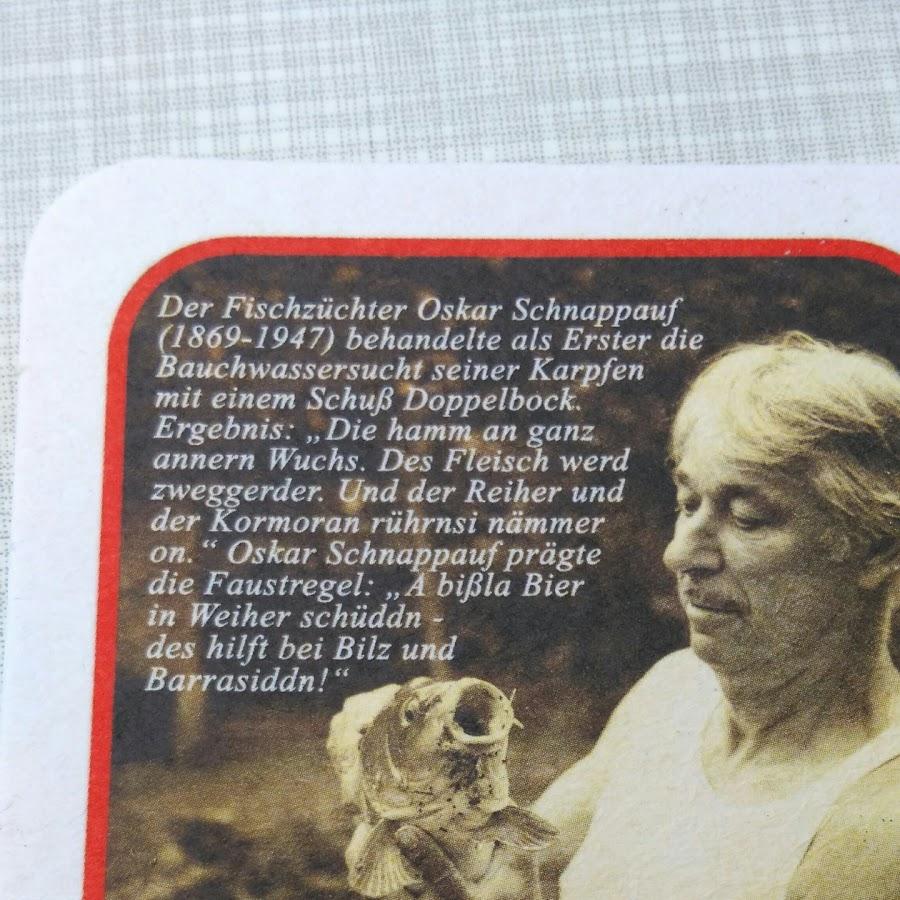 Der Fischzüchter Oskar Schnappauf
(1869-1947) behandelte als Erster die
Bauchwassersucht seiner Karpfen
mit einem Schuß Doppelbock.
Ergebnis: „Die hamm an ganz
annern Wuchs. Des Fleisch werd
zweggerder. Und der Reiher und
der Kormoran rührnsi nämmer
on.“ Oskar Schnappauf prägte
die Faustregel: „A bißla Bier
in Weiher schüddn -
des hilft bei Bilz und
Barrasiddn!“